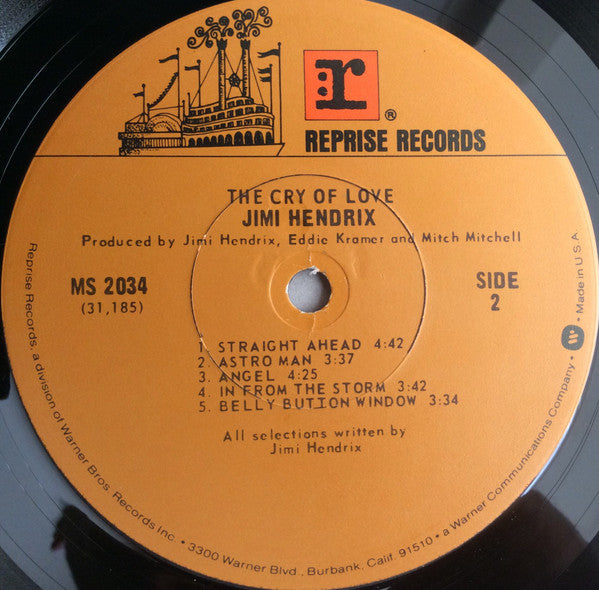 r
®
REPRISE RECORDS
THE CRY OF LOVE
JIMI HENDRIX
Produced by Jimi Hendrix, Eddie Kramer and Mitch Mitchell
MS 2034
(31,185)
SIDE
2
1. STRAIGHT AHEAD 4:42
2. ASTRO MAN 3:37
3. ANGEL 4:25
4. IN FROM THE STORM 3:42
5. BELLY BUTTON WINDOW 3:34
All selections written by
Jimi Hendrix
Reprise Records, a division of Warner Bros. Records Inc. • 3300 Warner Blvd., Burbank, Calif. 91510 • a Warner Communications Company • W • Made in U.S.A.